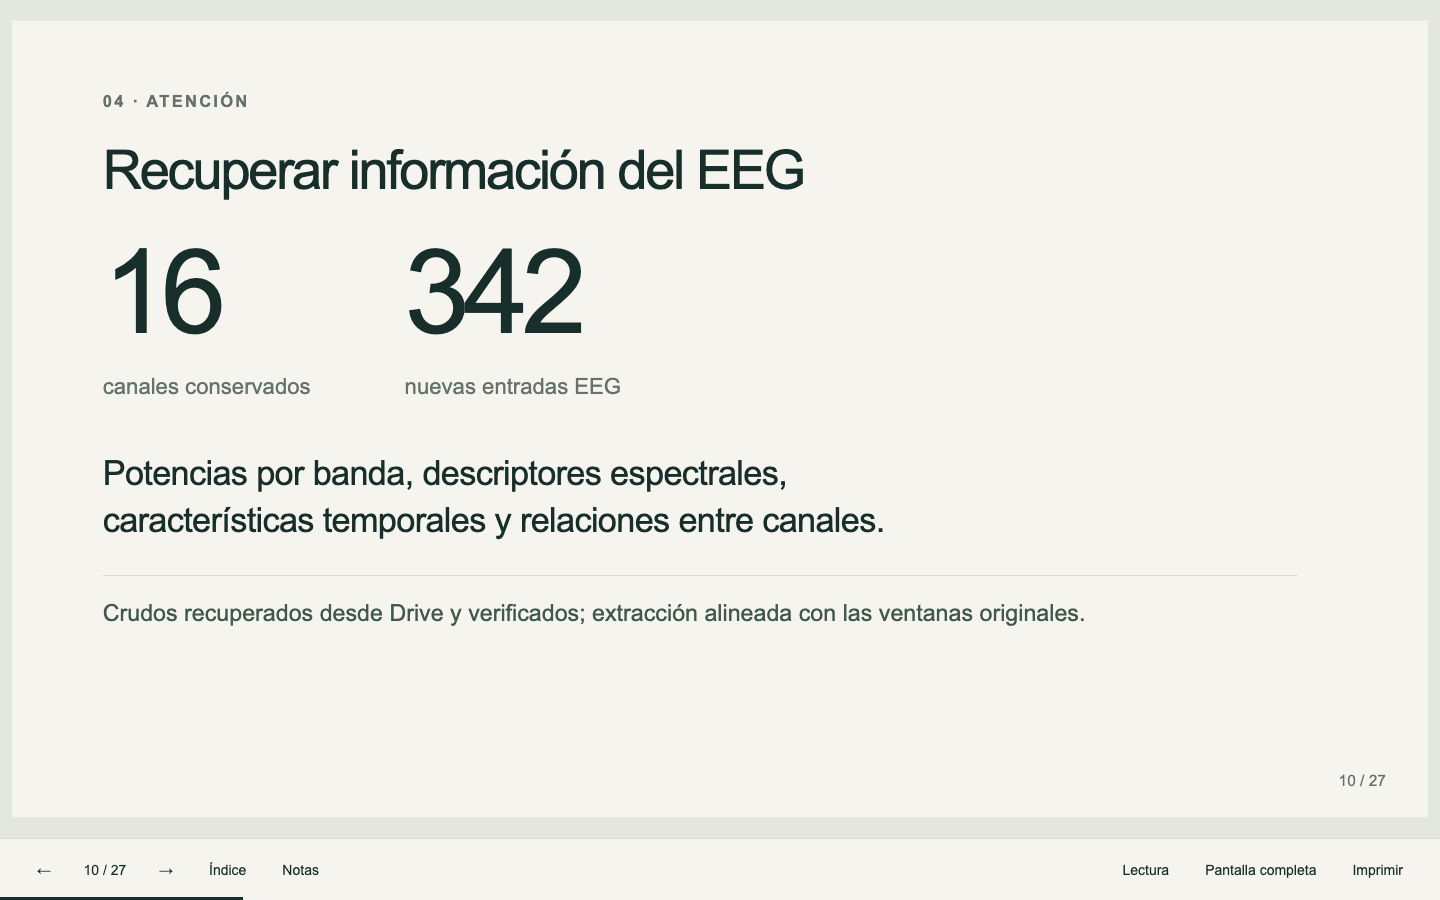 04 · ATENCIÓN
Recuperar información del EEG
16
canales conservados
342
nuevas entradas EEG
Potencias por banda, descriptores espectrales,
características temporales y relaciones entre canales.
Crudos recuperados desde Drive y verificados; extracción alineada con las ventanas originales.
10 / 27
← 10 / 27 → Índice Notas Lectura Pantalla completa Imprimir